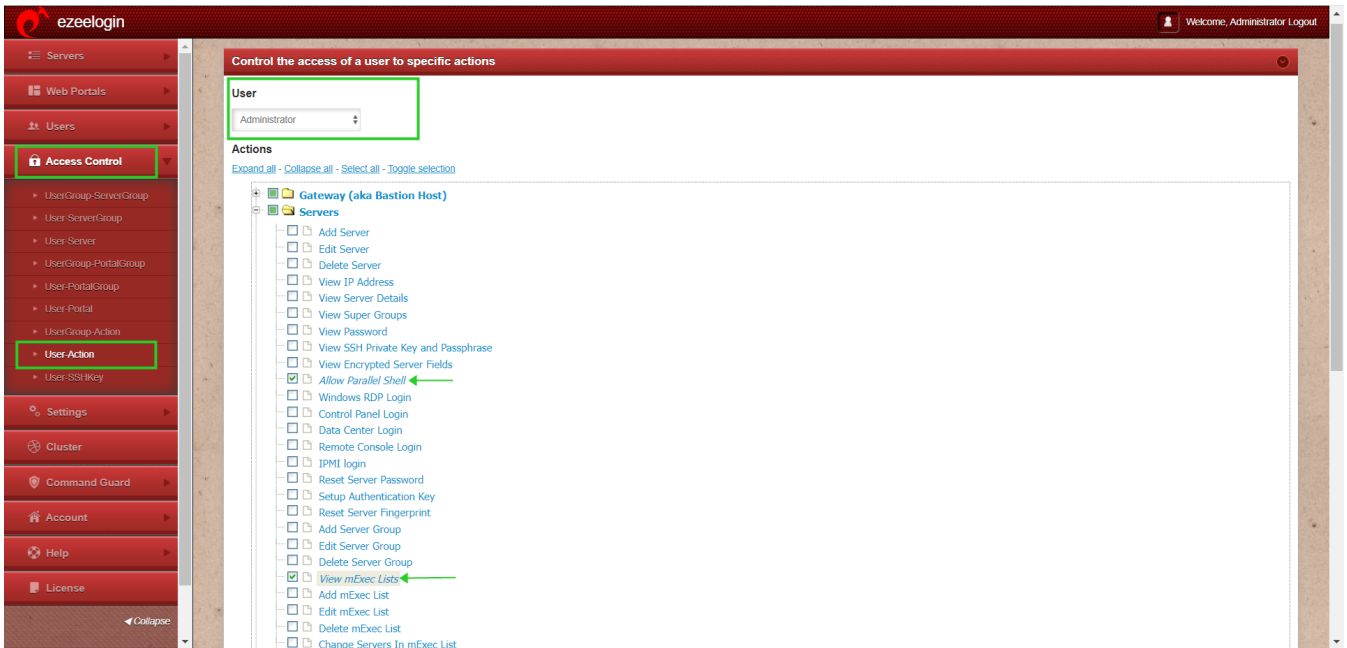 ezeelogin
Welcome, Administrator Logout
Servers
Web Portals
Users
Access Control
UserGroup-ServerGroup
User-ServerGroup
User-Server
UserGroup-PortalGroup
User-PortalGroup
User-Portal
UserGroup-Action
User-Action
User-SSHKey
Settings
Cluster
Command Guard
Account
Help
License
Collapse
Control the access of a user to specific actions
User
Administrator
Actions
Expand all - Collapse all - Select all - Toggle selection
Gateway (aka Bastion Host)
Servers
Add Server
Edit Server
Delete Server
View IP Address
View Server Details
View Super Groups
View Password
View SSH Private Key and Passphrase
View Encrypted Server Fields
Allow Parallel Shell
Windows RDP Login
Control Panel Login
Data Center Login
Remote Console Login
IPMI login
Reset Server Password
Setup Authentication Key
Reset Server Fingerprint
Add Server Group
Edit Server Group
Delete Server Group
View mExec Lists
Add mExec List
Edit mExec List
Delete mExec List
Change Servers In mExec List